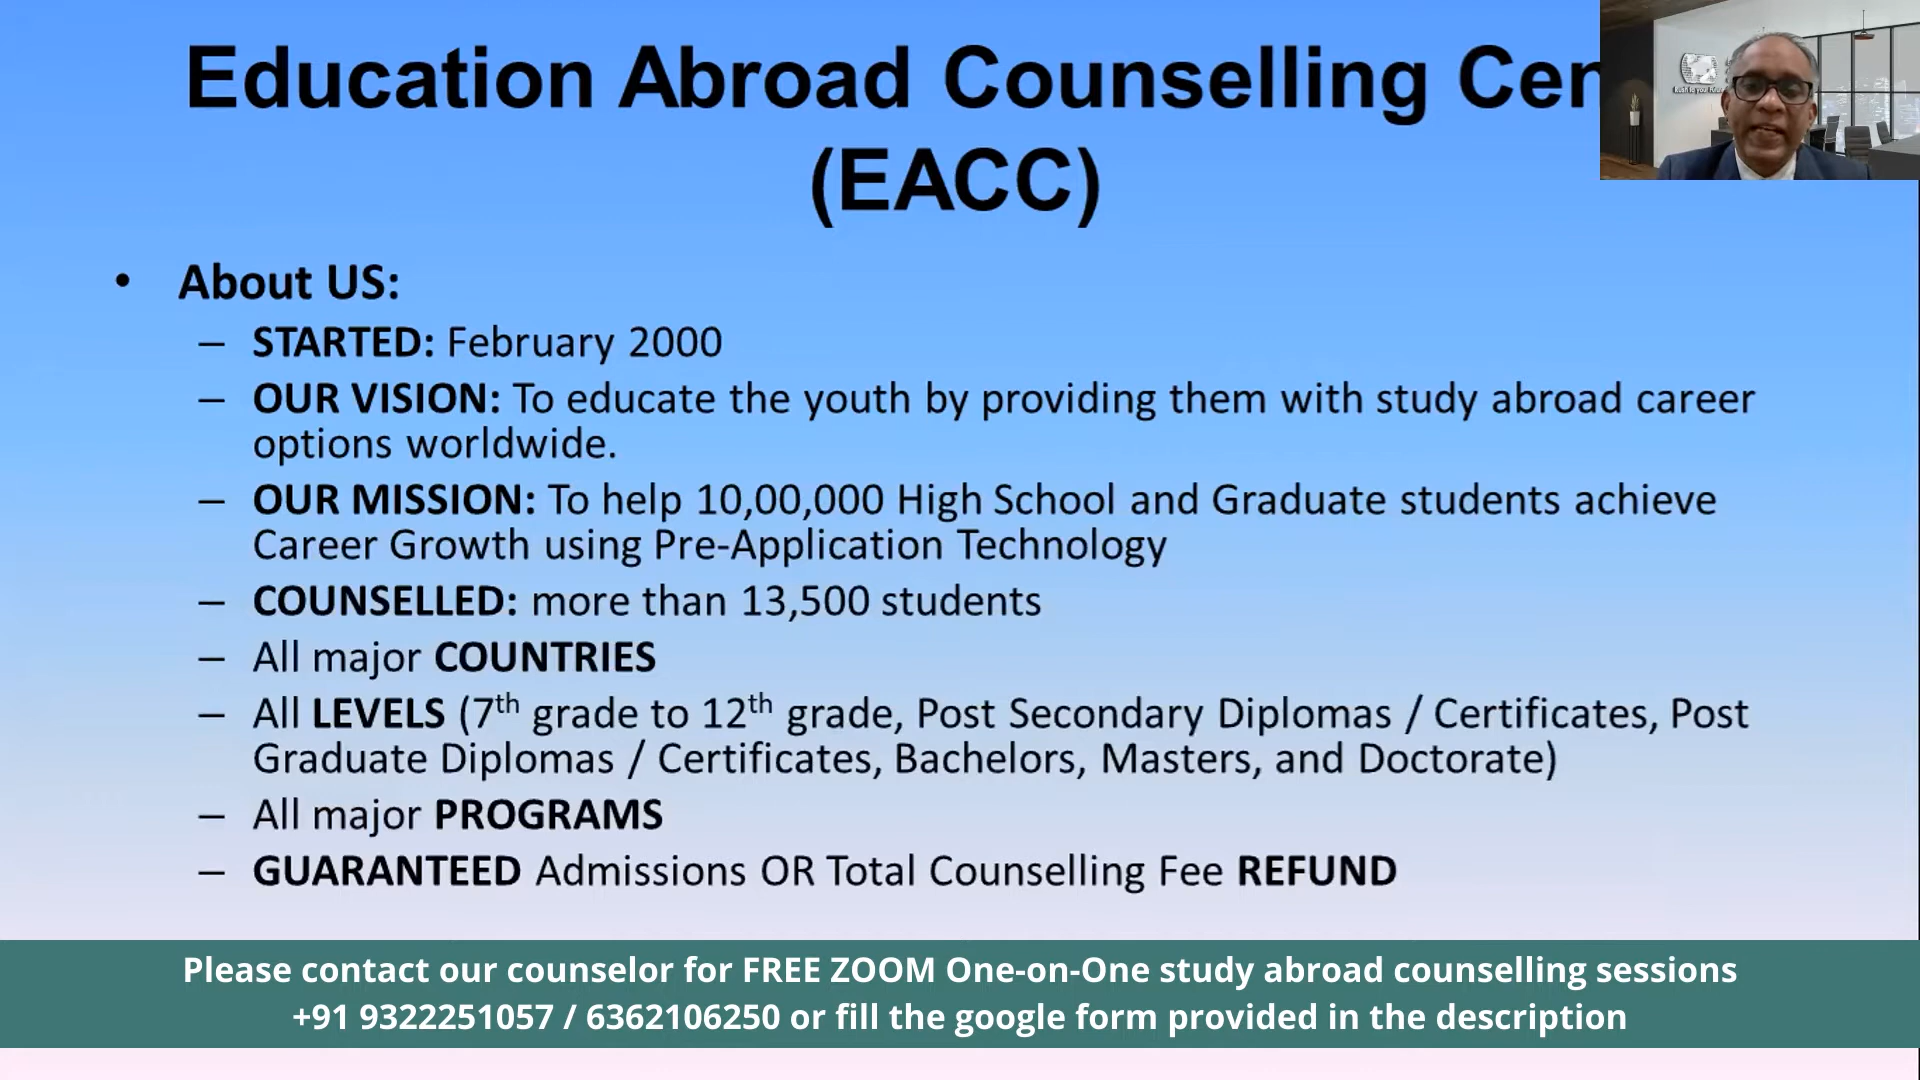 Education Abroad Counselling Cen
(EACC)
• About US:
– STARTED: February 2000
– OUR VISION: To educate the youth by providing them with study abroad career
options worldwide.
– OUR MISSION: To help 10,00,000 High School and Graduate students achieve
Career Growth using Pre-Application Technology
– COUNSELLED: more than 13,500 students
– All major COUNTRIES
– All LEVELS (7th grade to 12th grade, Post Secondary Diplomas / Certificates, Post
Graduate Diplomas / Certificates, Bachelors, Masters, and Doctorate)
– All major PROGRAMS
– GUARANTEED Admissions OR Total Counselling Fee REFUND
Please contact our counselor for FREE ZOOM One-on-One study abroad counselling sessions
+91 9322251057 / 6362106250 or fill the google form provided in the description